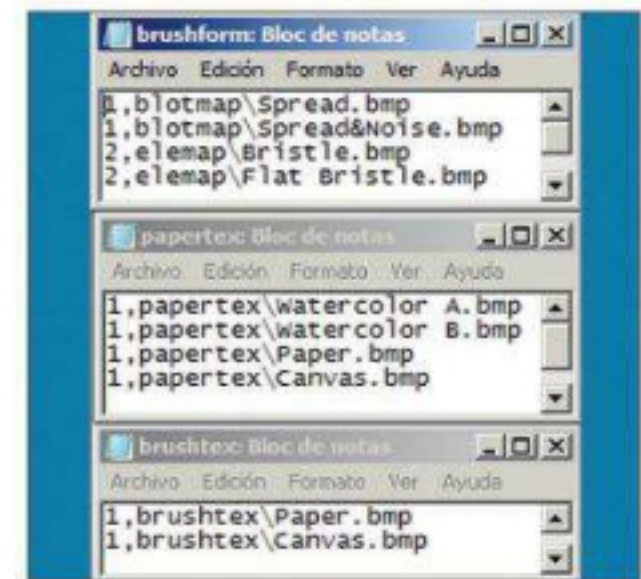 brushform: Bloc de notas
Archivo Edición Formato Ver Ayuda
1,blotmap\Spread.bmp
1,blotmap\Spread&Noise.bmp
2,elemap\Bristle.bmp
2,elemap\Flat Bristle.bmp
papertex: Bloc de notas
Archivo Edición Formato Ver Ayuda
1,papertex\Watercolor A.bmp
1,papertex\Watercolor B.bmp
1,papertex\Paper.bmp
1,papertex\Canvas.bmp
brushtex: Bloc de notas
Archivo Edición Formato Ver Ayuda
1,brushtex\Paper.bmp
1,brushtex\Canvas.bmp